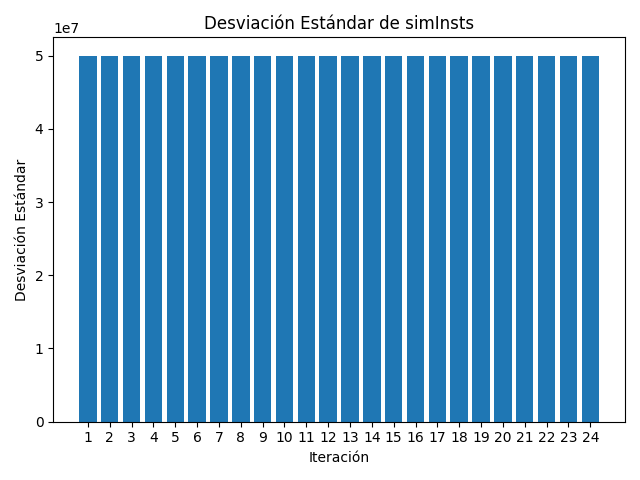 Desviación Estándar de simInsts
1e7
5
4
3
2
1
0
Desviación Estándar
1 2 3 4 5 6 7 8 9 10 11 12 13 14 15 16 17 18 19 20 21 22 23 24
Iteración